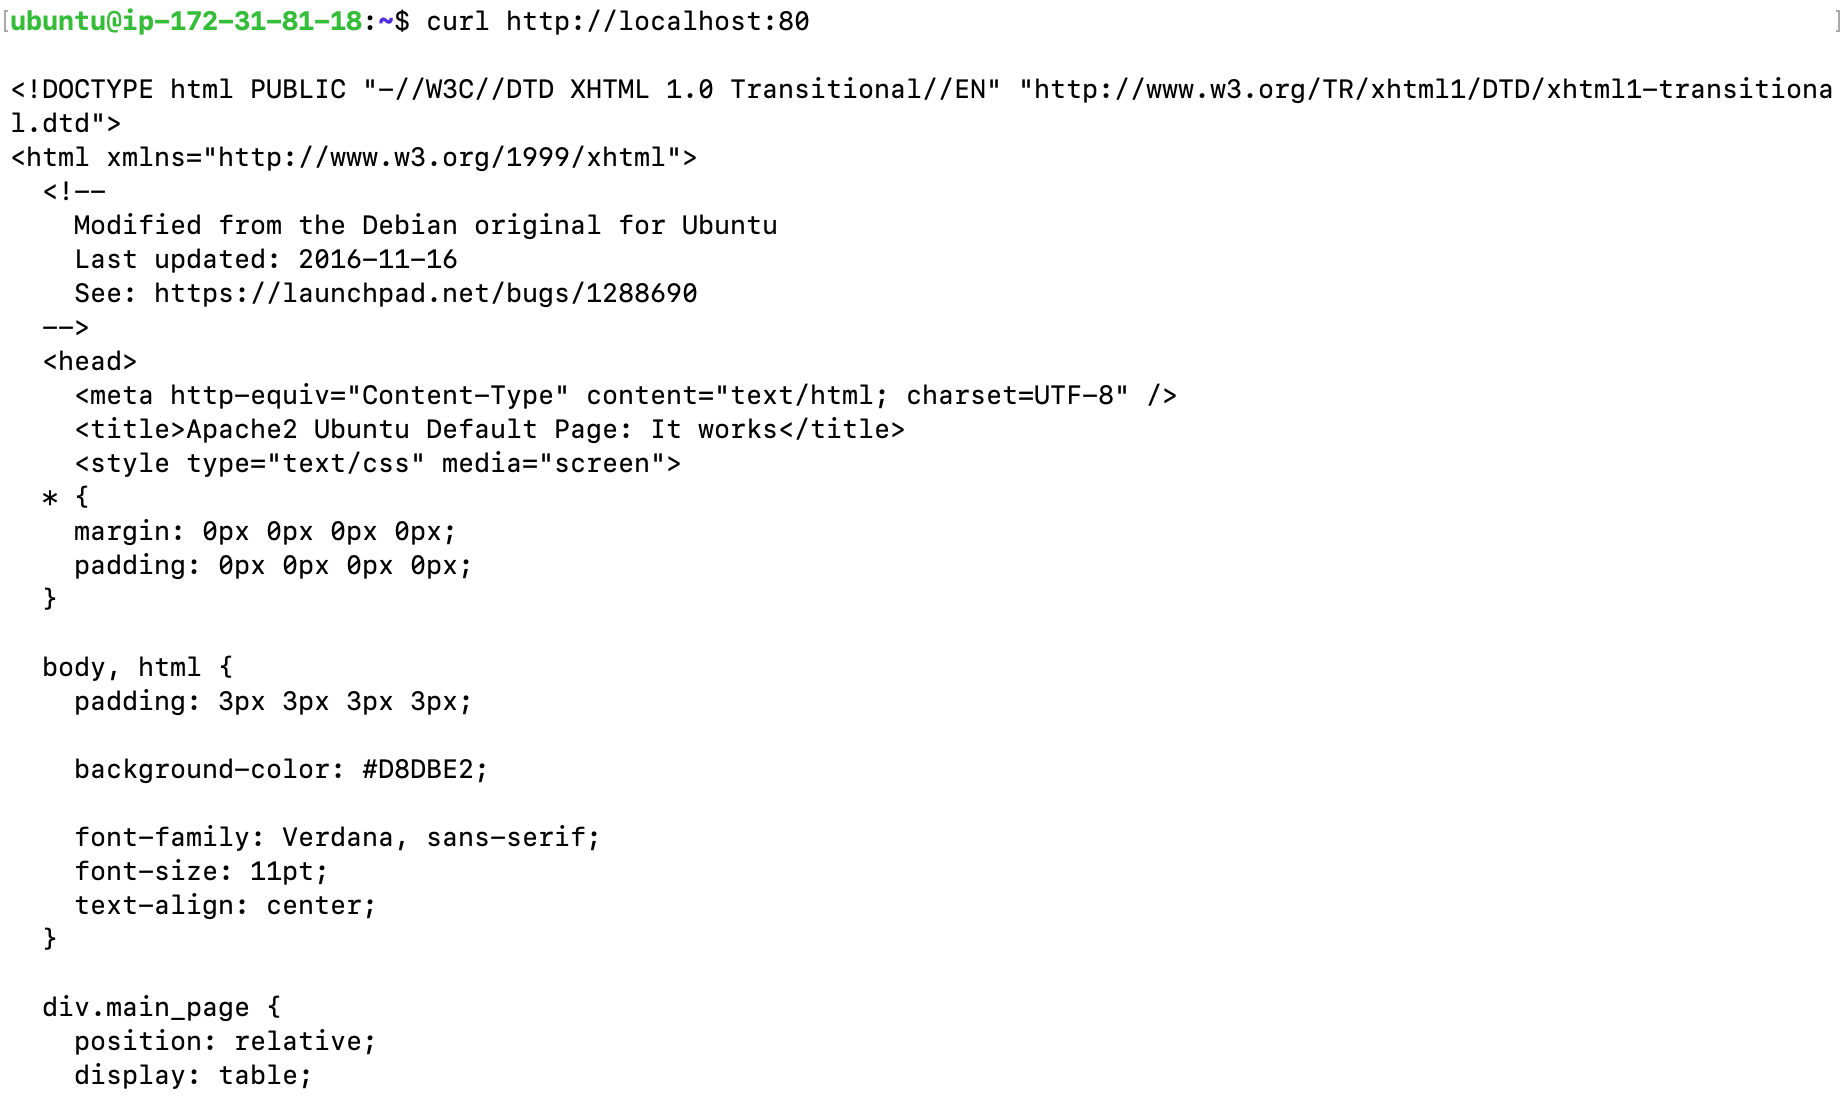 [ubuntu@ip-172-31-81-18:~$ curl http://localhost:80 ]

<!DOCTYPE html PUBLIC "-//W3C//DTD XHTML 1.0 Transitional//EN" "http://www.w3.org/TR/xhtml1/DTD/xhtml1-transitiona
l.dtd">
<html xmlns="http://www.w3.org/1999/xhtml">
  <!--
    Modified from the Debian original for Ubuntu
    Last updated: 2016-11-16
    See: https://launchpad.net/bugs/1288690
  -->
  <head>
    <meta http-equiv="Content-Type" content="text/html; charset=UTF-8" />
    <title>Apache2 Ubuntu Default Page: It works</title>
    <style type="text/css" media="screen">
  * {
    margin: 0px 0px 0px 0px;
    padding: 0px 0px 0px 0px;
  }

  body, html {
    padding: 3px 3px 3px 3px;

    background-color: #D8DBE2;

    font-family: Verdana, sans-serif;
    font-size: 11pt;
    text-align: center;
  }

  div.main_page {
    position: relative;
    display: table;